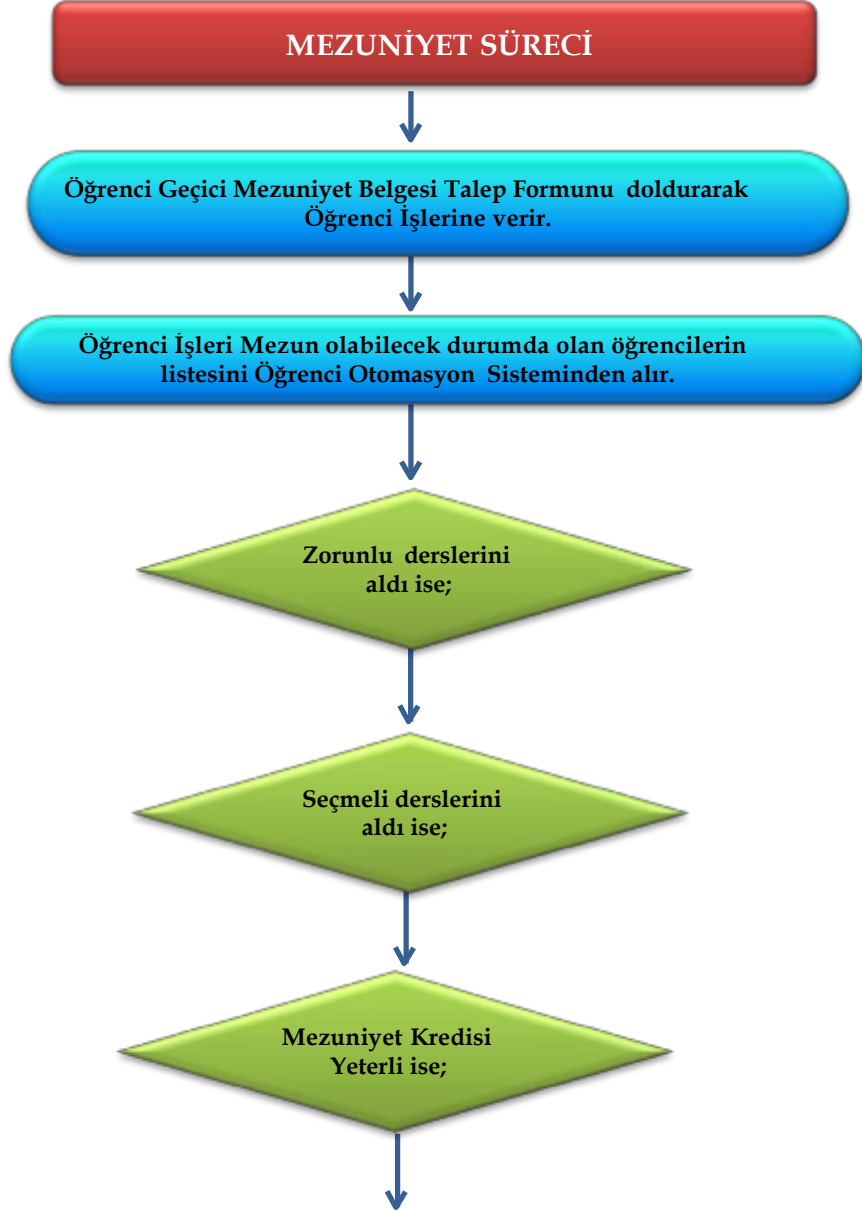 MEZUNİYET SÜRECİ
Öğrenci Geçici Mezuniyet Belgesi Talep Formunu doldurarak
Öğrenci İşlerine verir.
Öğrenci İşleri Mezun olabilecek durumda olan öğrencilerin
listesini Öğrenci Otomasyon Sisteminden alır.
Zorunlu derslerini
aldı ise;
Seçmeli derslerini
aldı ise;
Mezuniyet Kredisi
Yeterli ise;